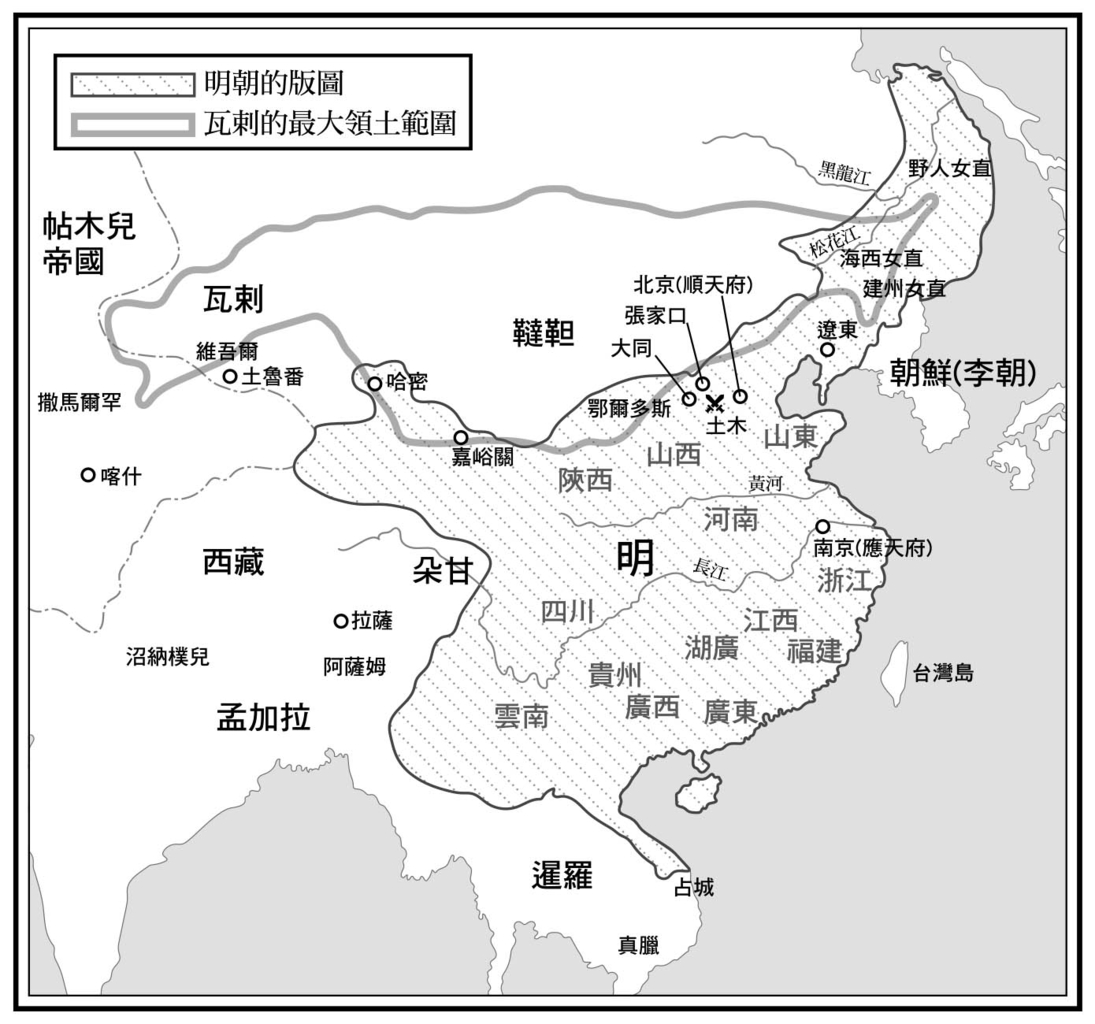 明朝的版圖
瓦剌的最大領土範圍
黑龍江
野人女直
帖木兒
帝國
松花江
海西女直
北京(順天府)
建州女直
瓦剌
張家口
韃靼
遼東
大同
維吾爾
土魯番
哈密
朝鮮(李朝)
撒馬爾罕
鄂爾多斯
土木
山東
嘉峪關
山西
喀什
陝西
黃河
河南
南京(應天府)
西藏
朵甘
明
長江
浙江
四川
拉薩
江西
沼納樸兒
阿薩姆
湖廣
福建
台灣島
貴州
孟加拉
雲南
廣西
廣東
暹羅
占城
真臘